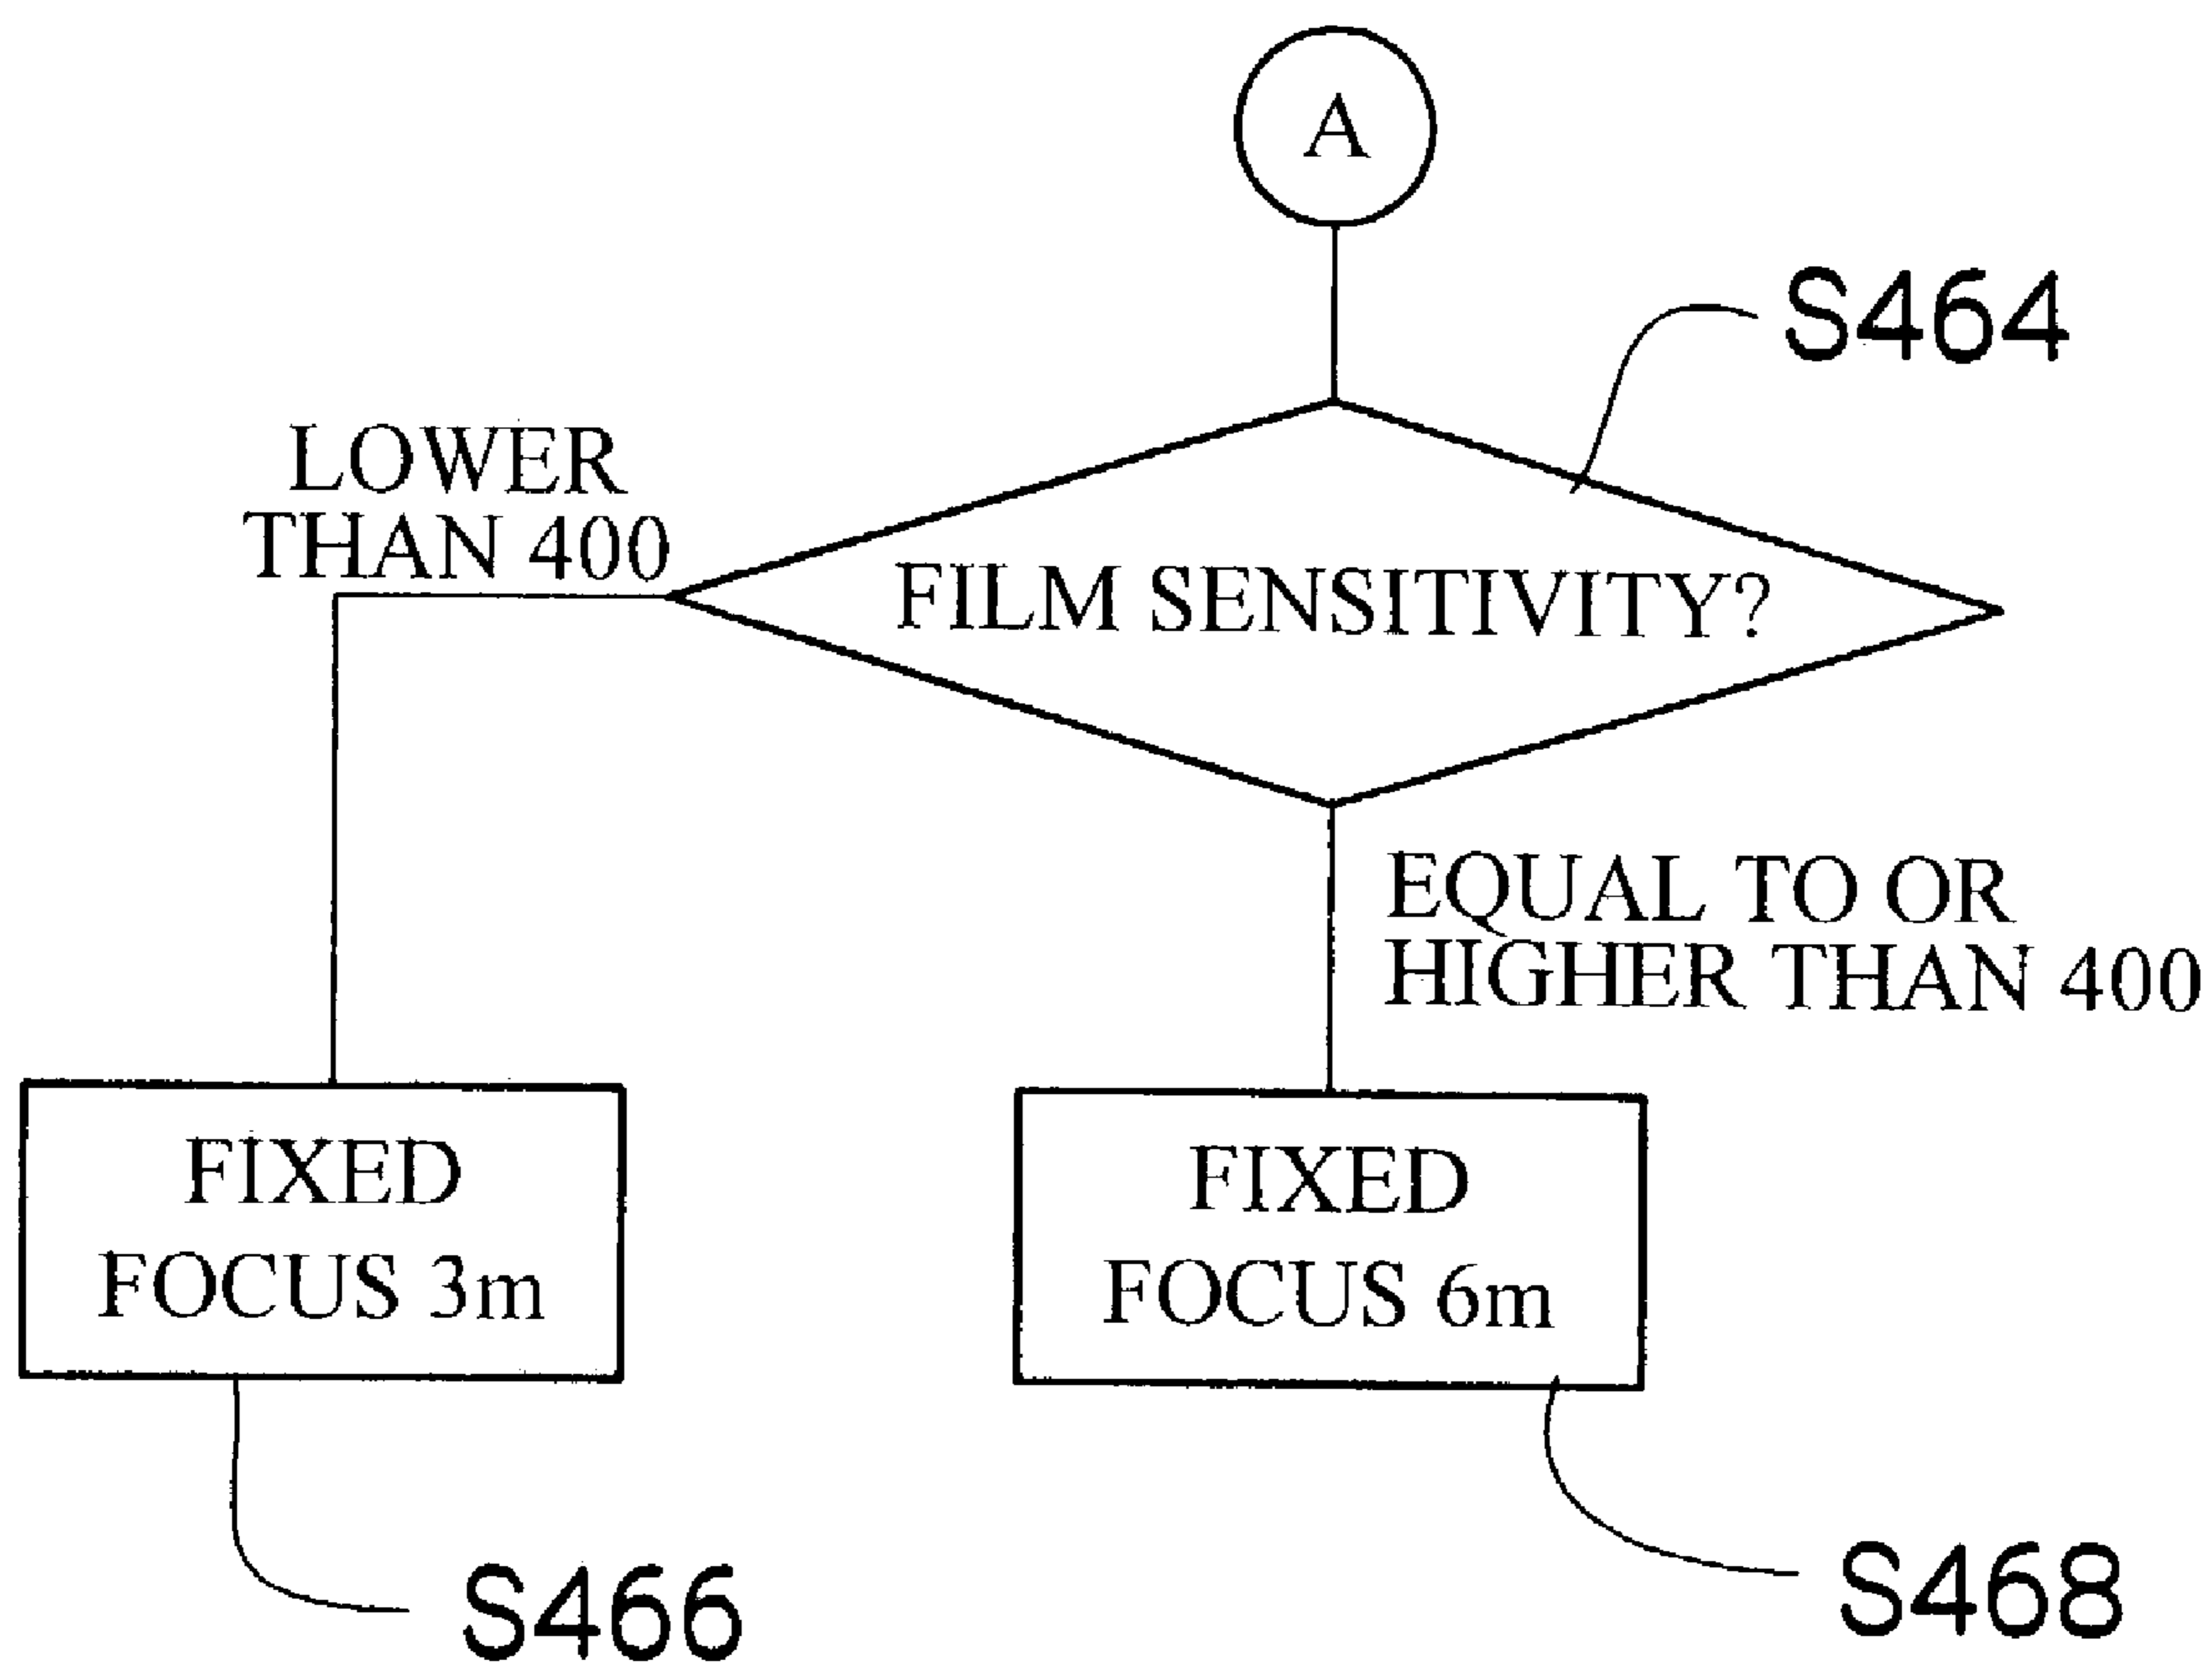 A
S464
LOWER
THAN 400
FILM SENSITIVITY?
EQUAL TO OR
HIGHER THAN 400
FIXED
FOCUS 3m
FIXED
FOCUS 6m
S466
S468